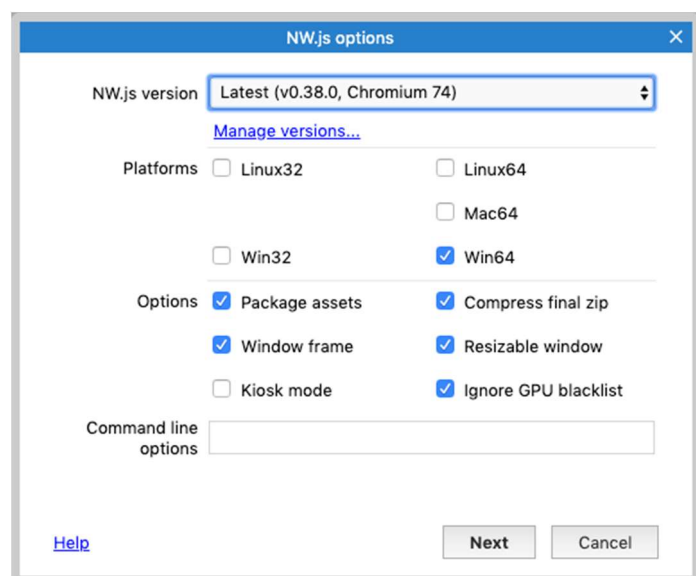 NW.js options
NW.js version
Latest (v0.38.0, Chromium 74)
Manage versions...
Platforms
Linux32
Linux64
Mac64
Win32
Win64
Options
Package assets
Compress final zip
Window frame
Resizable window
Kiosk mode
Ignore GPU blacklist
Command line
options
Help
Next
Cancel